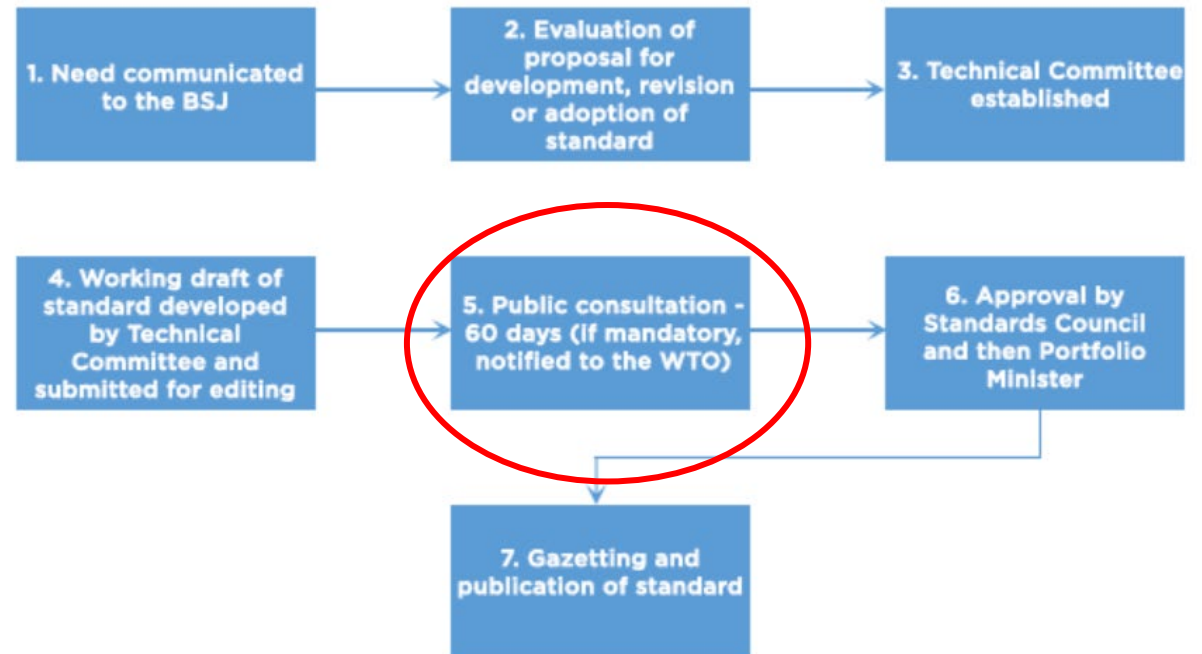 1. Need communicated
to the BSJ
2. Evaluation of
proposal for
development, revision
or adoption of
standard
3. Technical Committee
established
4. Working draft of
standard developed
by Technical
Committee and
submitted for editing
5. Public consultation -
60 days (if mandatory,
notified to the WTO)
6. Approval by
Standards Council
and then Portfolio
Minister
7. Gazetting and
publication of standard